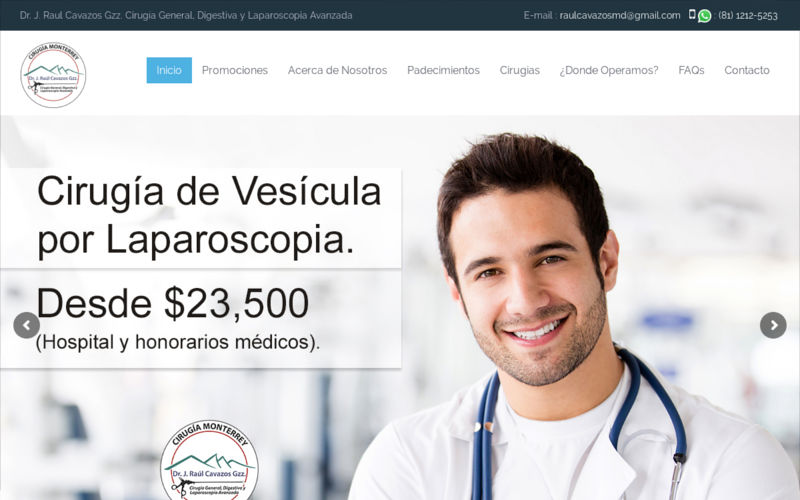 Dr. J. Raul Cavazos Gzz. Cirugia General, Digestiva y Laparoscopia Avanzada
E-mail : raulcavazosmd@gmail.com : (81) 1212-5253
CIRUGÍA MONTERREY
Dr. J. Raúl Cavazos Gzz.
Cirugía General, Digestiva y
Laparoscopia Avanzada
Inicio Promociones Acerca de Nosotros Padecimientos Cirugias ¿Donde Operamos? FAQs Contacto
Cirugía de Vesícula
por Laparoscopia.
Desde $23,500
(Hospital y honorarios médicos).
CIRUGÍA MONTERREY
Dr. J. Raúl Cavazos Gzz.
Cirugía General, Digestiva y
Laparoscopia Avanzada